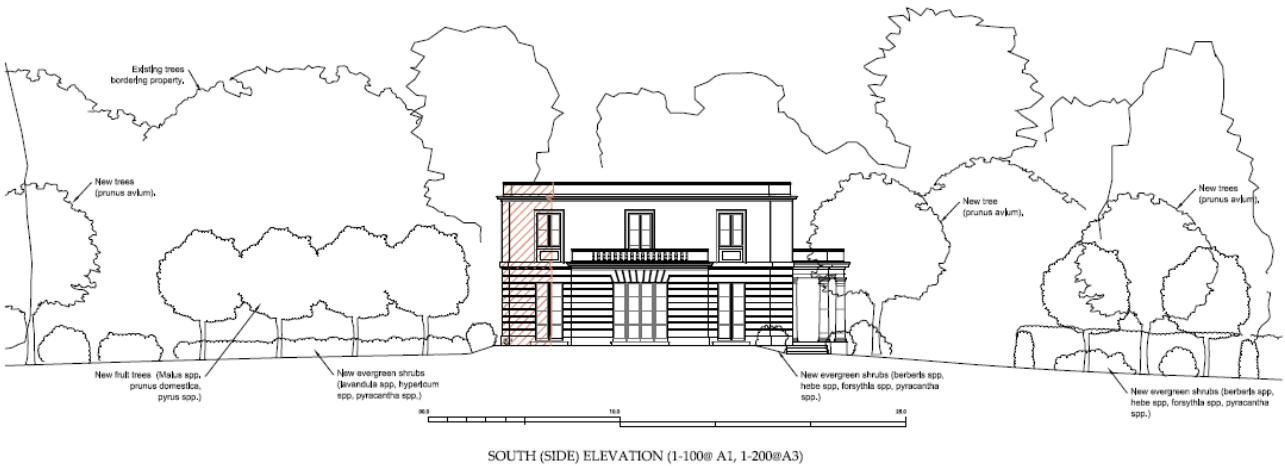 Existing trees
bordering property.
New trees
(prunus avium).
New tree
(prunus avium).
New trees
(prunus avium).
New fruit trees (Malus spp,
prunus domestica,
pyrus spp.)
New evergreen shrubs
(lavandula spp, hypericum
spp, pyracantha spp,)
New evergreen shrubs (berberis spp,
hebe spp, forsythia spp, pyracantha
spp.)
New evergreen shrubs (berberis spp,
hebe spp, forsythia spp, pyracantha
spp.)
10.0
SOUTH (SIDE) ELEVATION (1-100@ A1, 1-200@A3)